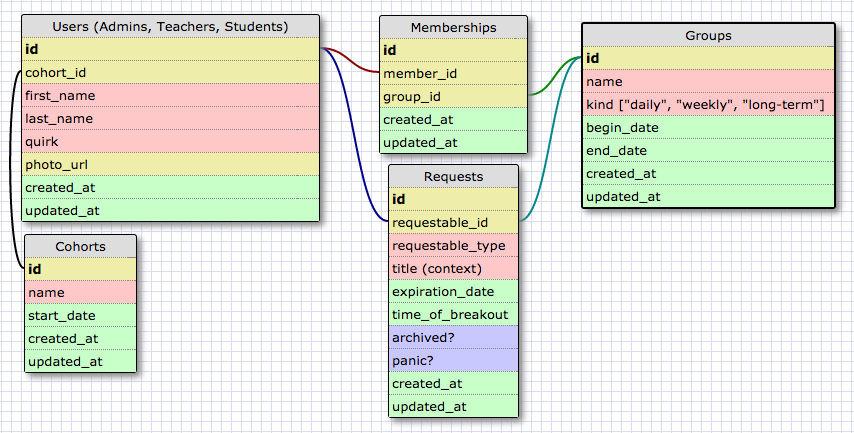 Users (Admins, Teachers, Students)
id
cohort_id
first_name
last_name
quirk
photo_url
created_at
updated_at
Cohorts
id
name
start_date
created_at
updated_at
Memberships
id
member_id
group_id
created_at
updated_at
Requests
id
requestable_id
requestable_type
title (context)
expiration_date
time_of_breakout
archived?
panic?
created_at
updated_at
Groups
id
name
kind ["daily", "weekly", "long-term"]
begin_date
end_date
created_at
updated_at